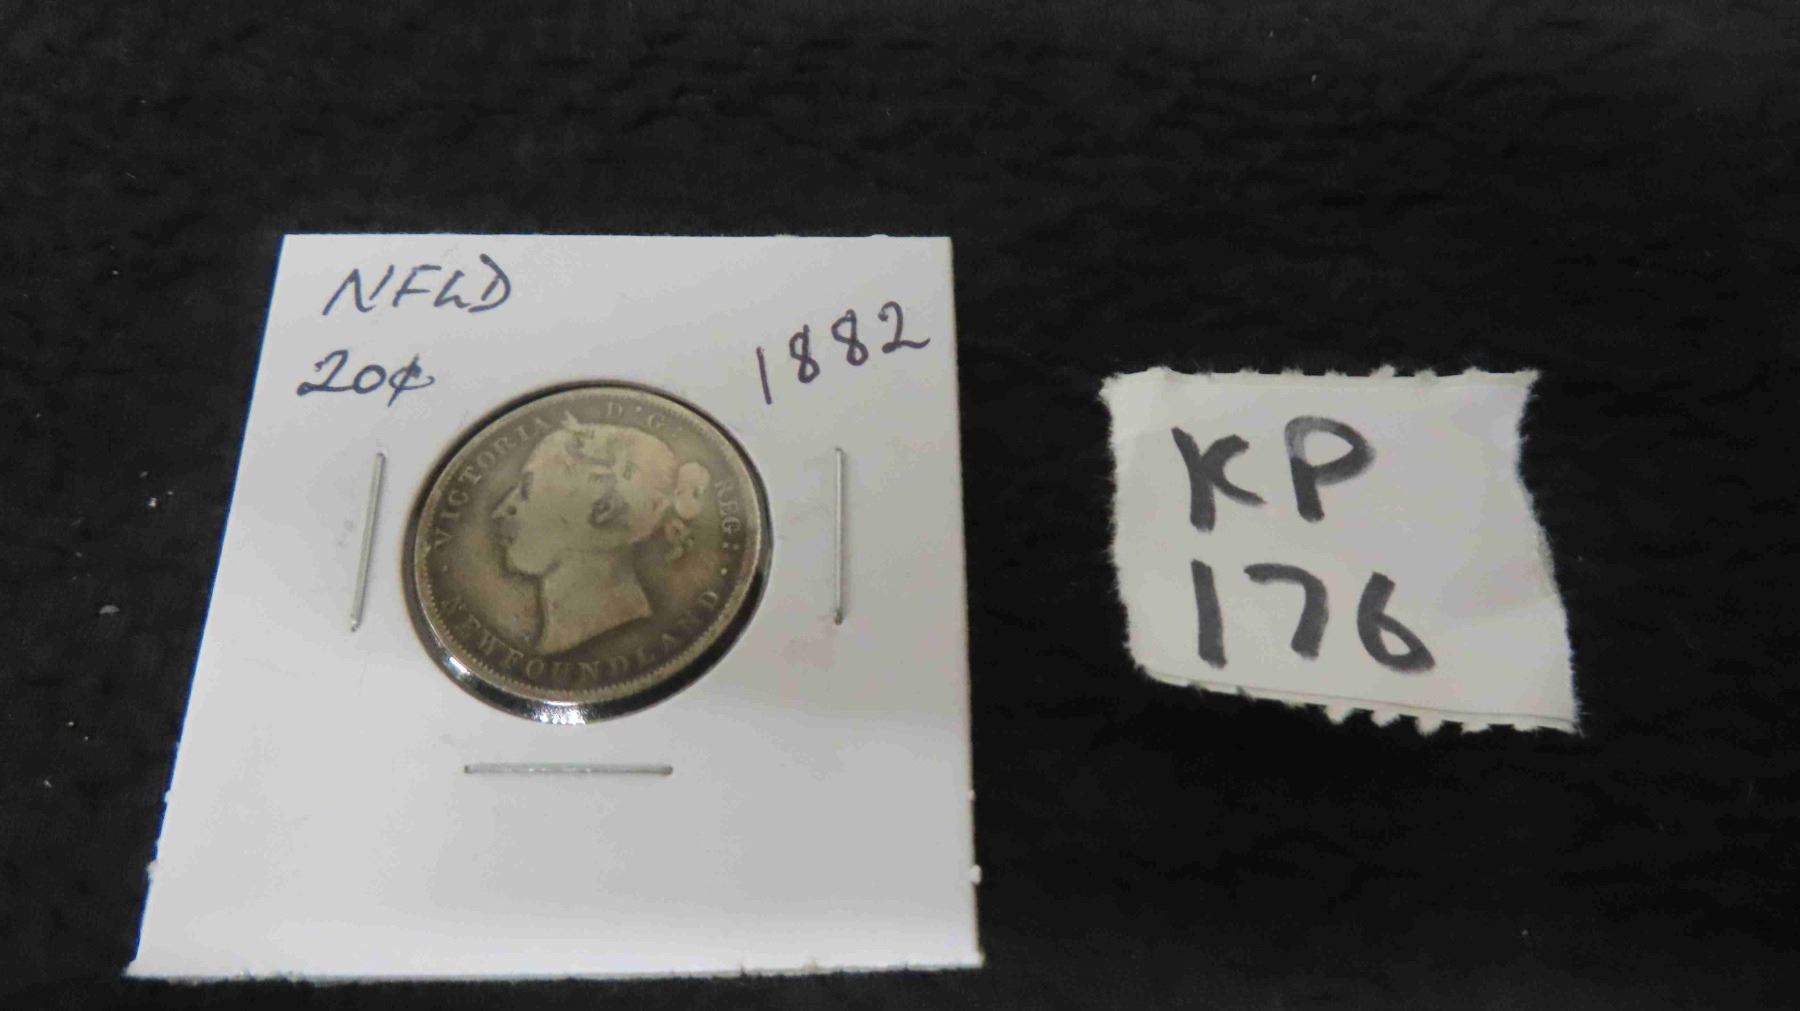 NFLD
20¢
1882
VICTORIA D:G: REG:
NEWFOUNDLAND
KP
176